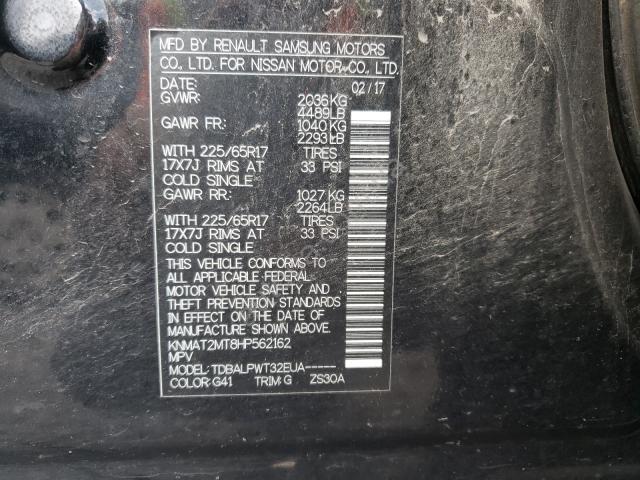 MFD BY RENAULT SAMSUNG MOTORS
CO., LTD. FOR NISSAN MOTOR CO., LTD.
DATE: 02/17
GVWR: 2036KG
4489LB
GAWR FR: 1040KG
2293LB
WITH 225/65R17 TIRES
17X7J RIMS AT 33 PSI
COLD SINGLE
GAWR RR: 1027 KG
2264LB
WITH 225/65R17 TIRES
17X7J RIMS AT 33 PSI
COLD SINGLE
THIS VEHICLE CONFORMS TO
ALL APPLICABLE FEDERAL
MOTOR VEHICLE SAFETY AND
THEFT PREVENTION STANDARDS
IN EFFECT ON THE DATE OF
MANUFACTURE SHOWN ABOVE.
KNMAT2MT8HP562162
MPV
MODEL: TDBALPWT32EUA-----
COLOR: G41 TRIM: G ZS30A